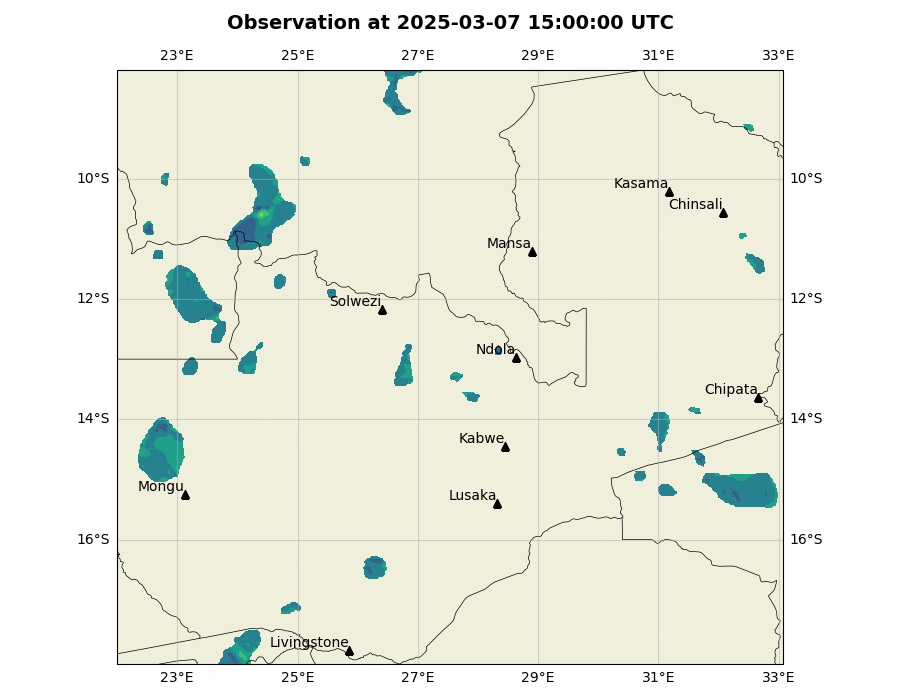 Observation at 2025-03-07 15:00:00 UTC
23°E 25°E 27°E 29°E 31°E 33°E
10°S 10°S
Kasama
Chinsali
Mansa
12°S 12°S
Solwezi
Ndola
Chipata
14°S 14°S
Kabwe
Mongu
Lusaka
16°S 16°S
Livingstone
23°E 25°E 27°E 29°E 31°E 33°E